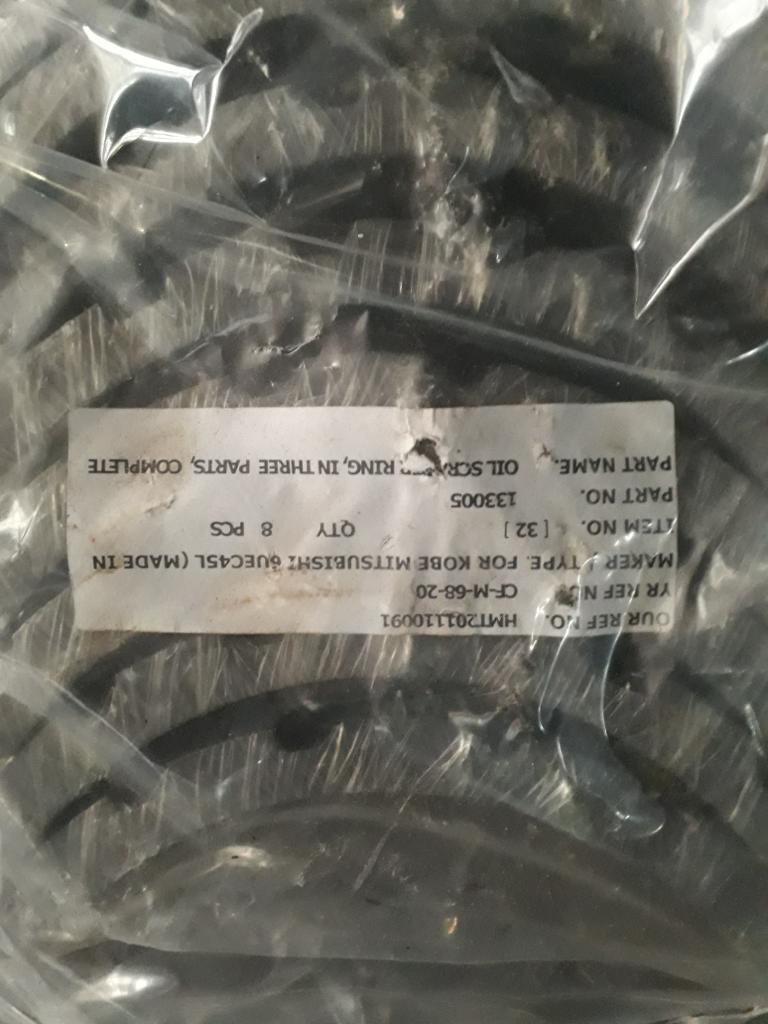 OUR REF NO. HMT201110091
YR REF NO. CF-M-68-20
MAKER / TYPE. FOR KOBE MITSUBISHI 6UEC45L (MADE IN
ITEM NO. [ 32 ] QTY 8 PCS
PART NO. 133005
PART NAME. OIL SCRAPER RING, IN THREE PARTS, COMPLETE